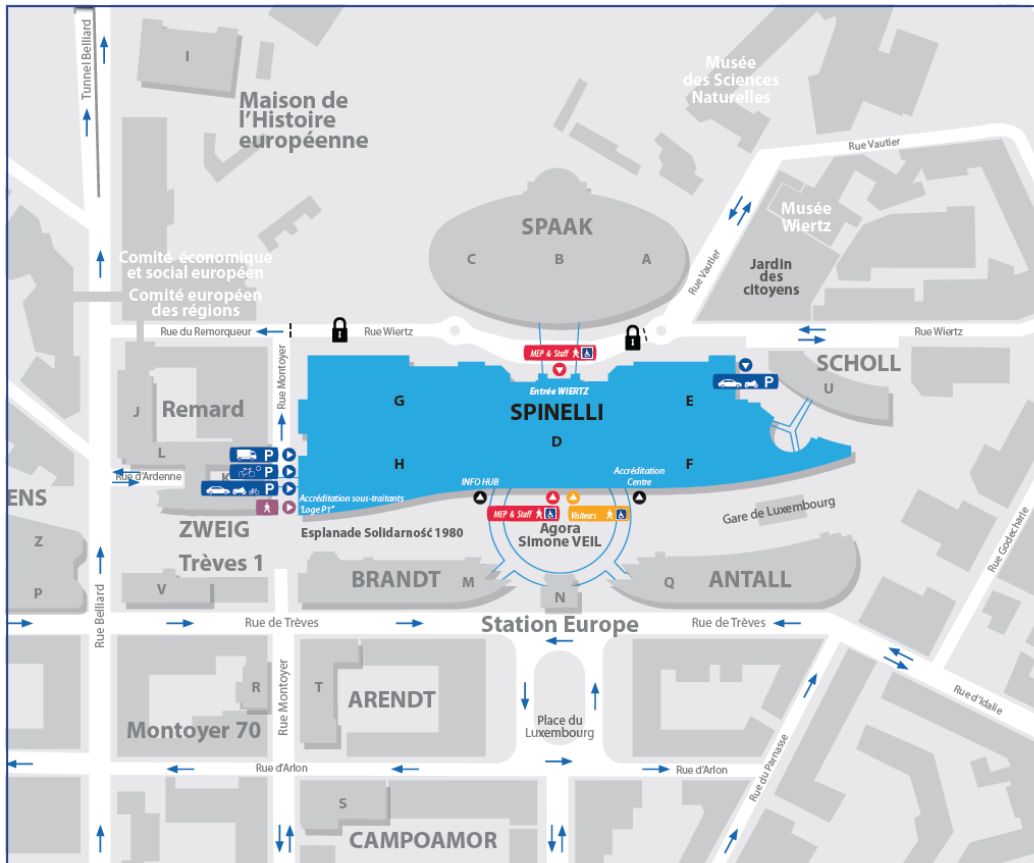 Tunnel Belliard
I
Maison de
l'Histoire
européenne
Musée
des Sciences
Naturelles
Rue Vautier
Musée
Wiertz
Rue Vautier
Jardin
des
citoyens
SPAAK
C
B
A
Comité économique
et social européen
Comité européen
des régions
Rue du Remorqueur
Rue Wiertz
Rue Wiertz
MEP & Staff
Entrée WIERTZ
SCHOLL
U
P
Rue Montoyer
J
Remard
L
K
G
SPINELLI
E
D
H
F
P
P
P
Rue d'Ardenne
Accréditation sous-traitants
"Loge P1"
INFO HUB
Accréditation
Centre
MEP & Staff
Visiteurs
Agora
Simone VEIL
Gare de Luxembourg
Esplanade Solidarność 1980
ENS
Z
P
ZWEIG
Trèves 1
V
BRANDT
M
N
Q
ANTALL
Rue Godecharle
Rue Belliard
Rue de Trèves
Station Europe
Rue de Trèves
Rue d'Idalie
R
Rue Montoyer
T
ARENDT
Montoyer 70
Place du
Luxembourg
Rue d'Arlon
Rue d'Arlon
Rue du Parnasse
S
CAMPOAMOR